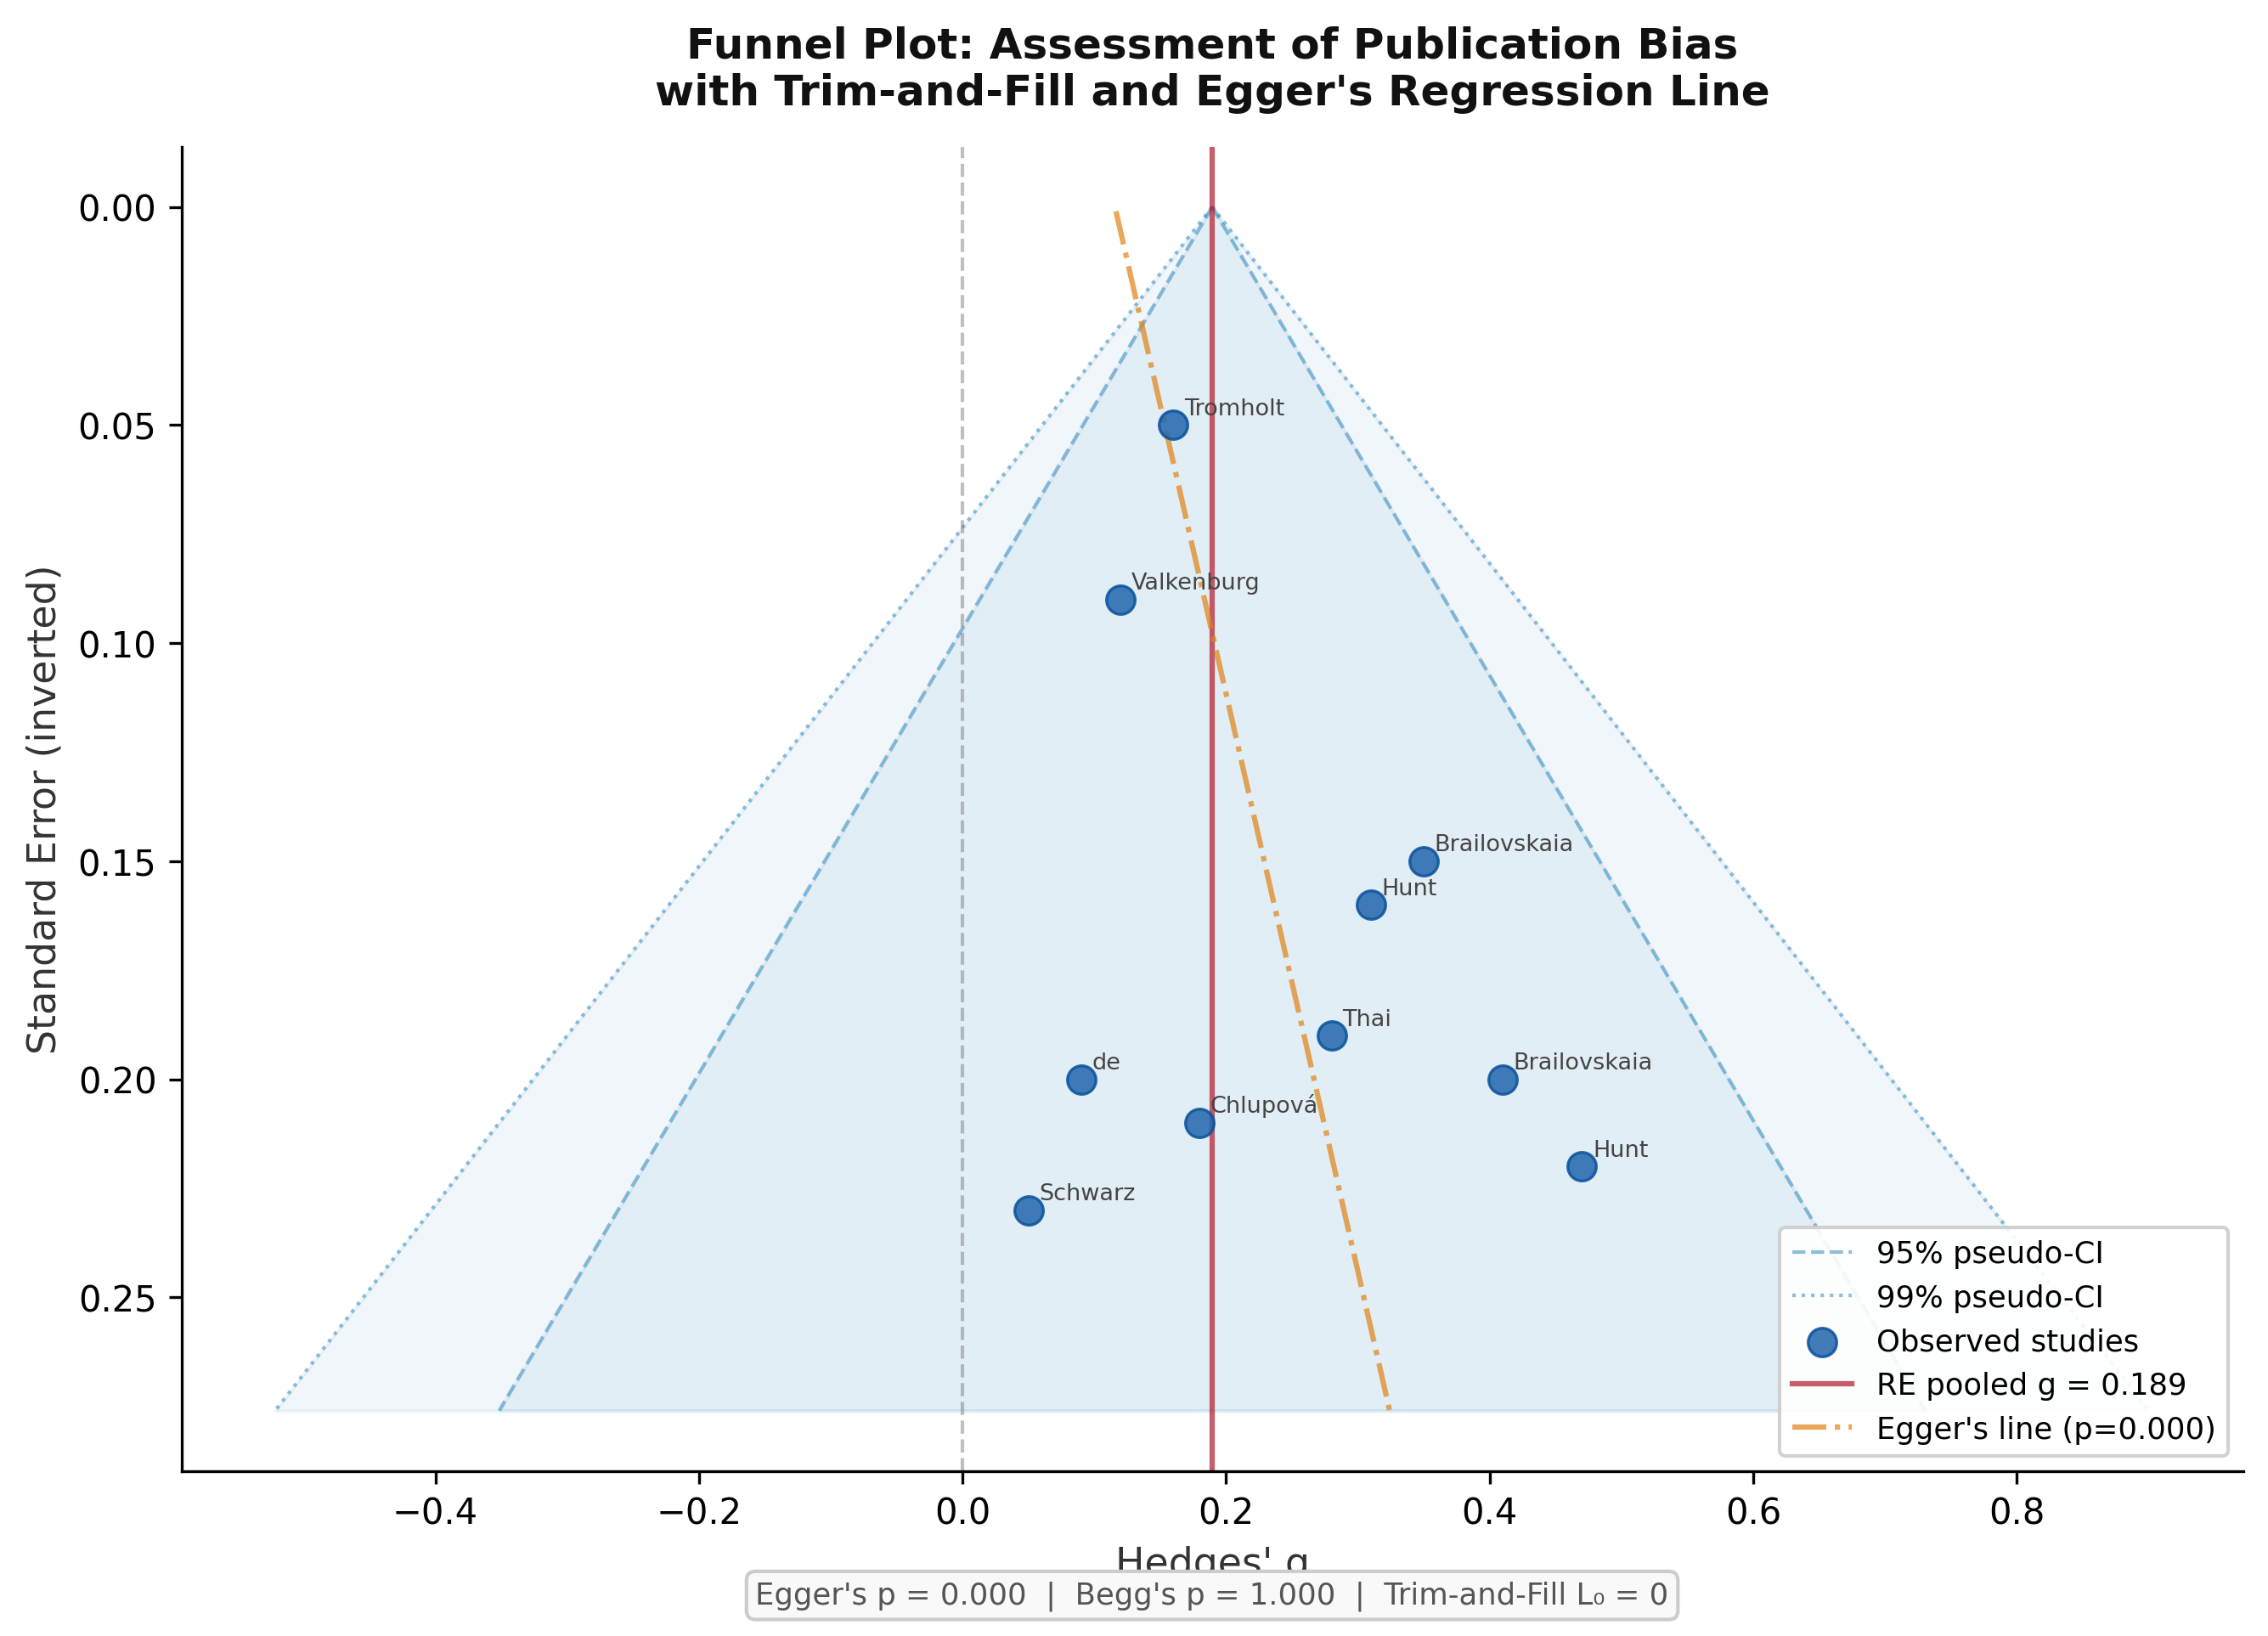 Funnel Plot: Assessment of Publication Bias
with Trim-and-Fill and Egger's Regression Line
Standard Error (inverted)
0.00
0.05
0.10
0.15
0.20
0.25
Tromholt
Valkenburg
Brailovskaia
Hunt
Thai
de
Brailovskaia
Chlupová
Hunt
Schwarz
95% pseudo-CI
99% pseudo-CI
Observed studies
RE pooled g = 0.189
Egger's line (p=0.000)
−0.4 −0.2 0.0 0.2 0.4 0.6 0.8
Hedges' g
Egger's p = 0.000 | Begg's p = 1.000 | Trim-and-Fill L₀ = 0